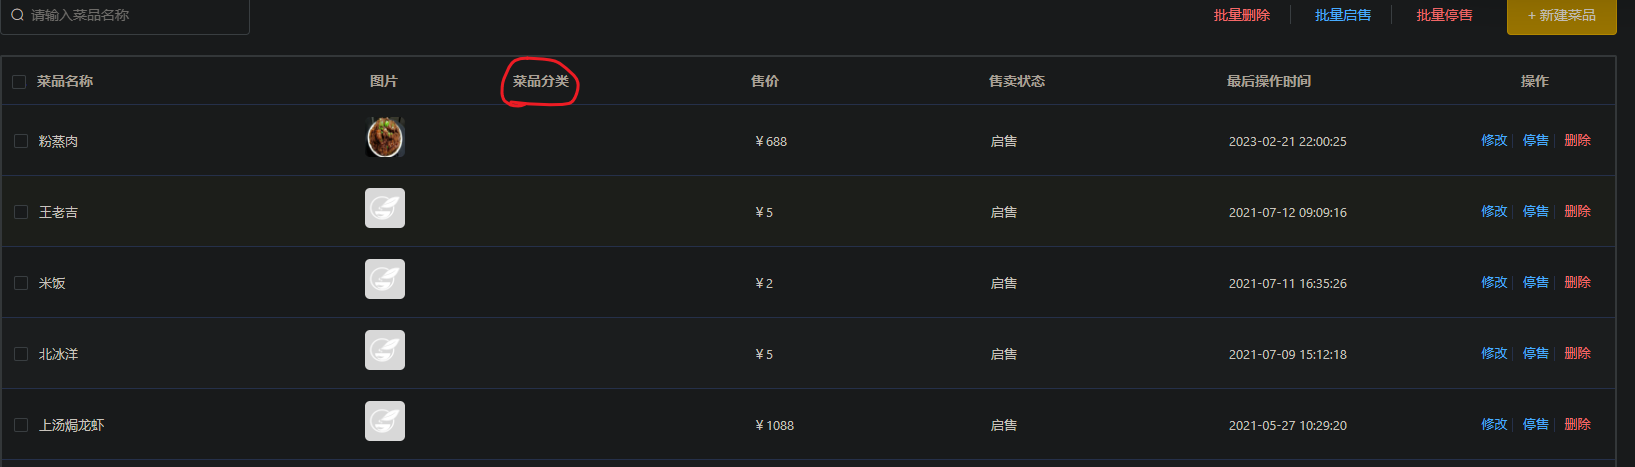 请输入菜品名称 批量删除 批量启售 批量停售 + 新建菜品
菜品名称 图片 菜品分类 售价 售卖状态 最后操作时间 操作
粉蒸肉 ￥688 启售 2023-02-21 22:00:25 修改 停售 删除
王老吉 ￥5 启售 2021-07-12 09:09:16 修改 停售 删除
米饭 ￥2 启售 2021-07-11 16:35:26 修改 停售 删除
北冰洋 ￥5 启售 2021-07-09 15:12:18 修改 停售 删除
上汤焗龙虾 ￥1088 启售 2021-05-27 10:29:20 修改 停售 删除